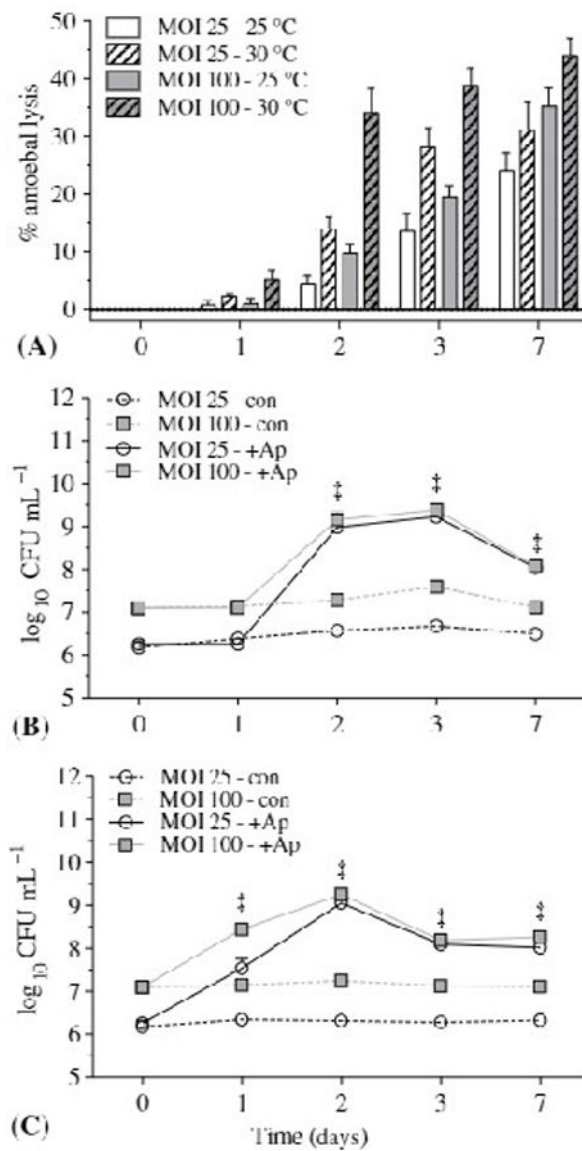 50
MOI 25 - 25 °C
40
MOI 25 - 30 °C
MOI 100 - 25 °C
30
MOI 100 - 30 °C
20
10
0
% amoebal lysis
0 1 2 3 7
(A)
12
MOI 25 - con
11
MOI 100 - con
MOI 25 - +Ap
10
MOI 100 - +Ap
‡ ‡ ‡
9
8
7
6
5
log10 CFU mL−1
0 1 2 3 7
(B)
12
MOI 25 - con
11
MOI 100 - con
MOI 25 - +Ap
10
MOI 100 - +Ap
‡ ‡ ‡ ‡
9
8
7
6
5
log10 CFU mL−1
0 1 2 3 7
(C)
Time (days)